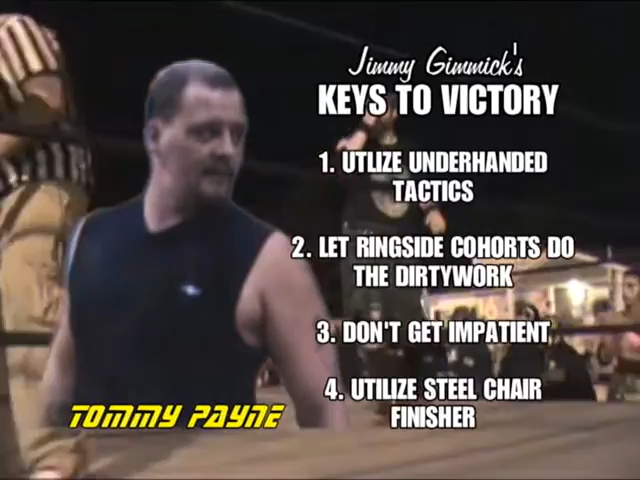 Jimmy Gimmick's
KEYS TO VICTORY
1. UTLIZE UNDERHANDED
TACTICS
2. LET RINGSIDE COHORTS DO
THE DIRTYWORK
3. DON'T GET IMPATIENT
4. UTILIZE STEEL CHAIR
FINISHER
TOMMY PAYNE